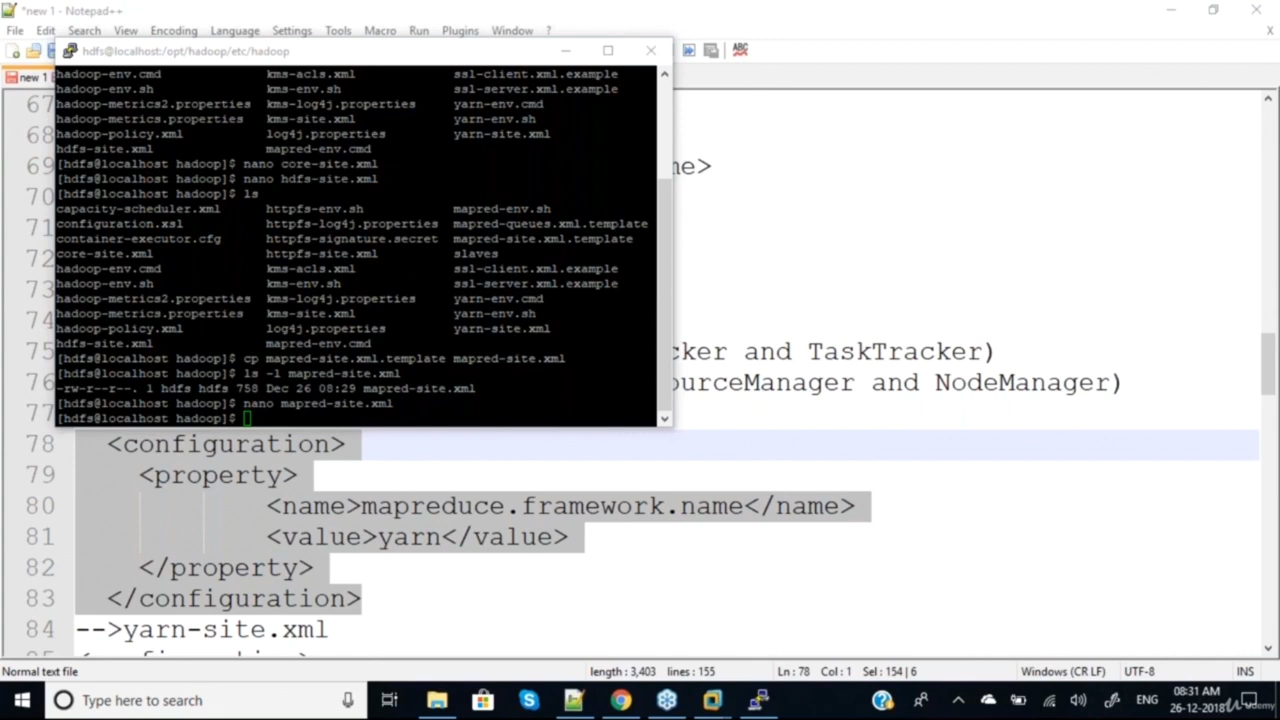 *new 1 - Notepad++
File Edit Search View Encoding Language Settings Tools Macro Run Plugins Window ? X
new 1
hdfs@localhost:/opt/hadoop/etc/hadoop
hadoop-env.cmd kms-acls.xml ssl-client.xml.example
hadoop-env.sh kms-env.sh ssl-server.xml.example
hadoop-metrics2.properties kms-log4j.properties yarn-env.cmd
hadoop-metrics.properties kms-site.xml yarn-env.sh
hadoop-policy.xml log4j.properties yarn-site.xml
hdfs-site.xml mapred-env.cmd
[hdfs@localhost hadoop]$ nano core-site.xml
[hdfs@localhost hadoop]$ nano hdfs-site.xml
[hdfs@localhost hadoop]$ ls
capacity-scheduler.xml httpfs-env.sh mapred-env.sh
configuration.xsl httpfs-log4j.properties mapred-queues.xml.template
container-executor.cfg httpfs-signature.secret mapred-site.xml.template
core-site.xml httpfs-site.xml slaves
hadoop-env.cmd kms-acls.xml ssl-client.xml.example
hadoop-env.sh kms-env.sh ssl-server.xml.example
hadoop-metrics2.properties kms-log4j.properties yarn-env.cmd
hadoop-metrics.properties kms-site.xml yarn-env.sh
hadoop-policy.xml log4j.properties yarn-site.xml
hdfs-site.xml mapred-env.cmd
[hdfs@localhost hadoop]$ cp mapred-site.xml.template mapred-site.xml
[hdfs@localhost hadoop]$ ls -l mapred-site.xml
-rw-r--r--. 1 hdfs hdfs 758 Dec 26 08:29 mapred-site.xml
[hdfs@localhost hadoop]$ nano mapred-site.xml
[hdfs@localhost hadoop]$
67
68
69 me>
70
71
72
73
74
75 cker and TaskTracker)
76 ourceManager and NodeManager)
77
78 <configuration>
79 <property>
80 <name>mapreduce.framework.name</name>
81 <value>yarn</value>
82 </property>
83 </configuration>
84 -->yarn-site.xml
Normal text file length : 3,403 lines : 155 Ln : 78 Col : 1 Sel : 154 | 6 Windows (CR LF) UTF-8 INS
Type here to search
ENG
08:31 AM
26-12-2018
Udemy